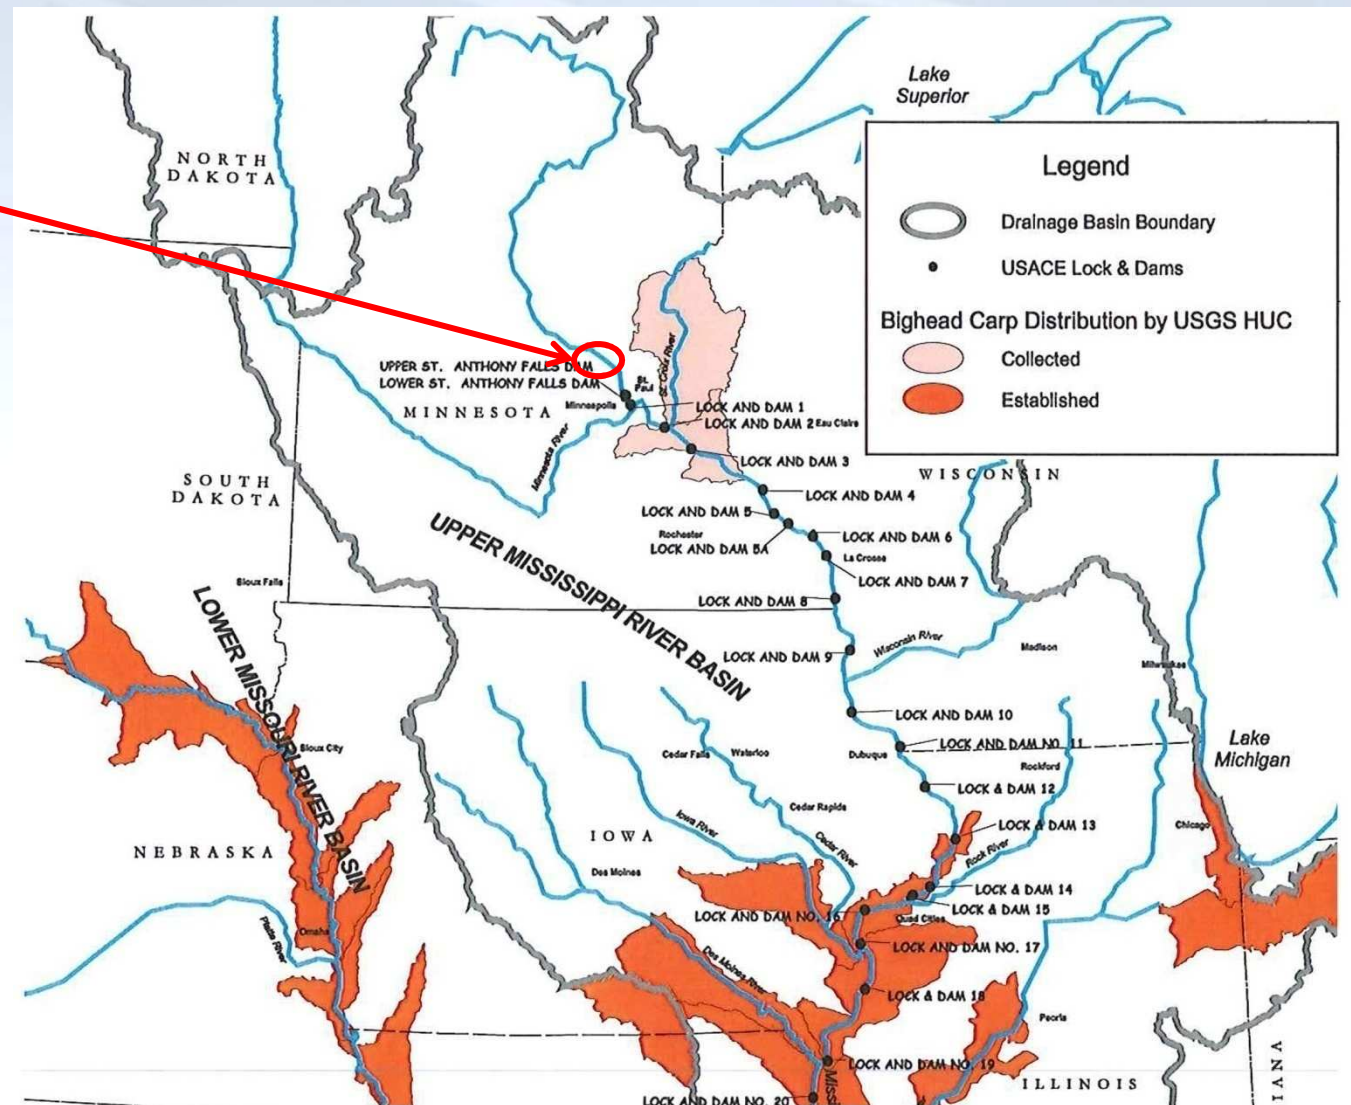 Lake
Superior
NORTH
DAKOTA
Legend
Drainage Basin Boundary
USACE Lock & Dams
Bighead Carp Distribution by USGS HUC
Collected
Established
UPPER ST. ANTHONY FALLS DAM
LOWER ST. ANTHONY FALLS DAM
St.
Paul
St. Croix River
MINNESOTA
Minneapolis
LOCK AND DAM 1
LOCK AND DAM 2
Eau Claire
Minnesota River
LOCK AND DAM 3
WISCONSIN
SOUTH
DAKOTA
LOCK AND DAM 4
LOCK AND DAM 5
Rochester
LOCK AND DAM 5A
LOCK AND DAM 6
La Crosse
LOCK AND DAM 7
UPPER MISSISSIPPI RIVER BASIN
Sioux Falls
LOCK AND DAM 8
LOWER MISSOURI RIVER BASIN
LOCK AND DAM 9
Wisconsin River
Madison
Milwaukee
LOCK AND DAM 10
Sioux City
Cedar Falls
Waterloo
Dubuque
LOCK AND DAM NO. 11
Lake
Michigan
Rockford
LOCK & DAM 12
Cedar Rapids
Iowa River
IOWA
LOCK & DAM 13
Chicago
NEBRASKA
Cedar River
Rock River
Des Moines
LOCK & DAM 14
LOCK & DAM 15
LOCK AND DAM NO. 16
Quad Cities
Platte River
Omaha
LOCK AND DAM NO. 17
Des Moines River
LOCK & DAM 18
Peoria
LOCK AND DAM NO. 19
ILLINOIS
IANA
Missi
LOCK AND DAM NO. 20